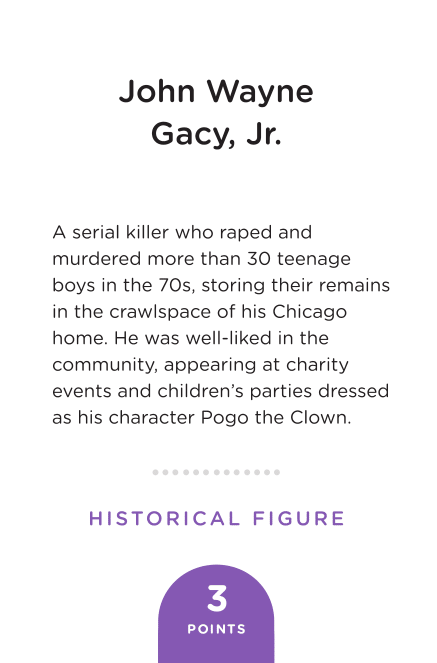 John Wayne
Gacy, Jr.
A serial killer who raped and
murdered more than 30 teenage
boys in the 70s, storing their remains
in the crawlspace of his Chicago
home. He was well-liked in the
community, appearing at charity
events and children’s parties dressed
as his character Pogo the Clown.
HISTORICAL FIGURE
3
POINTS